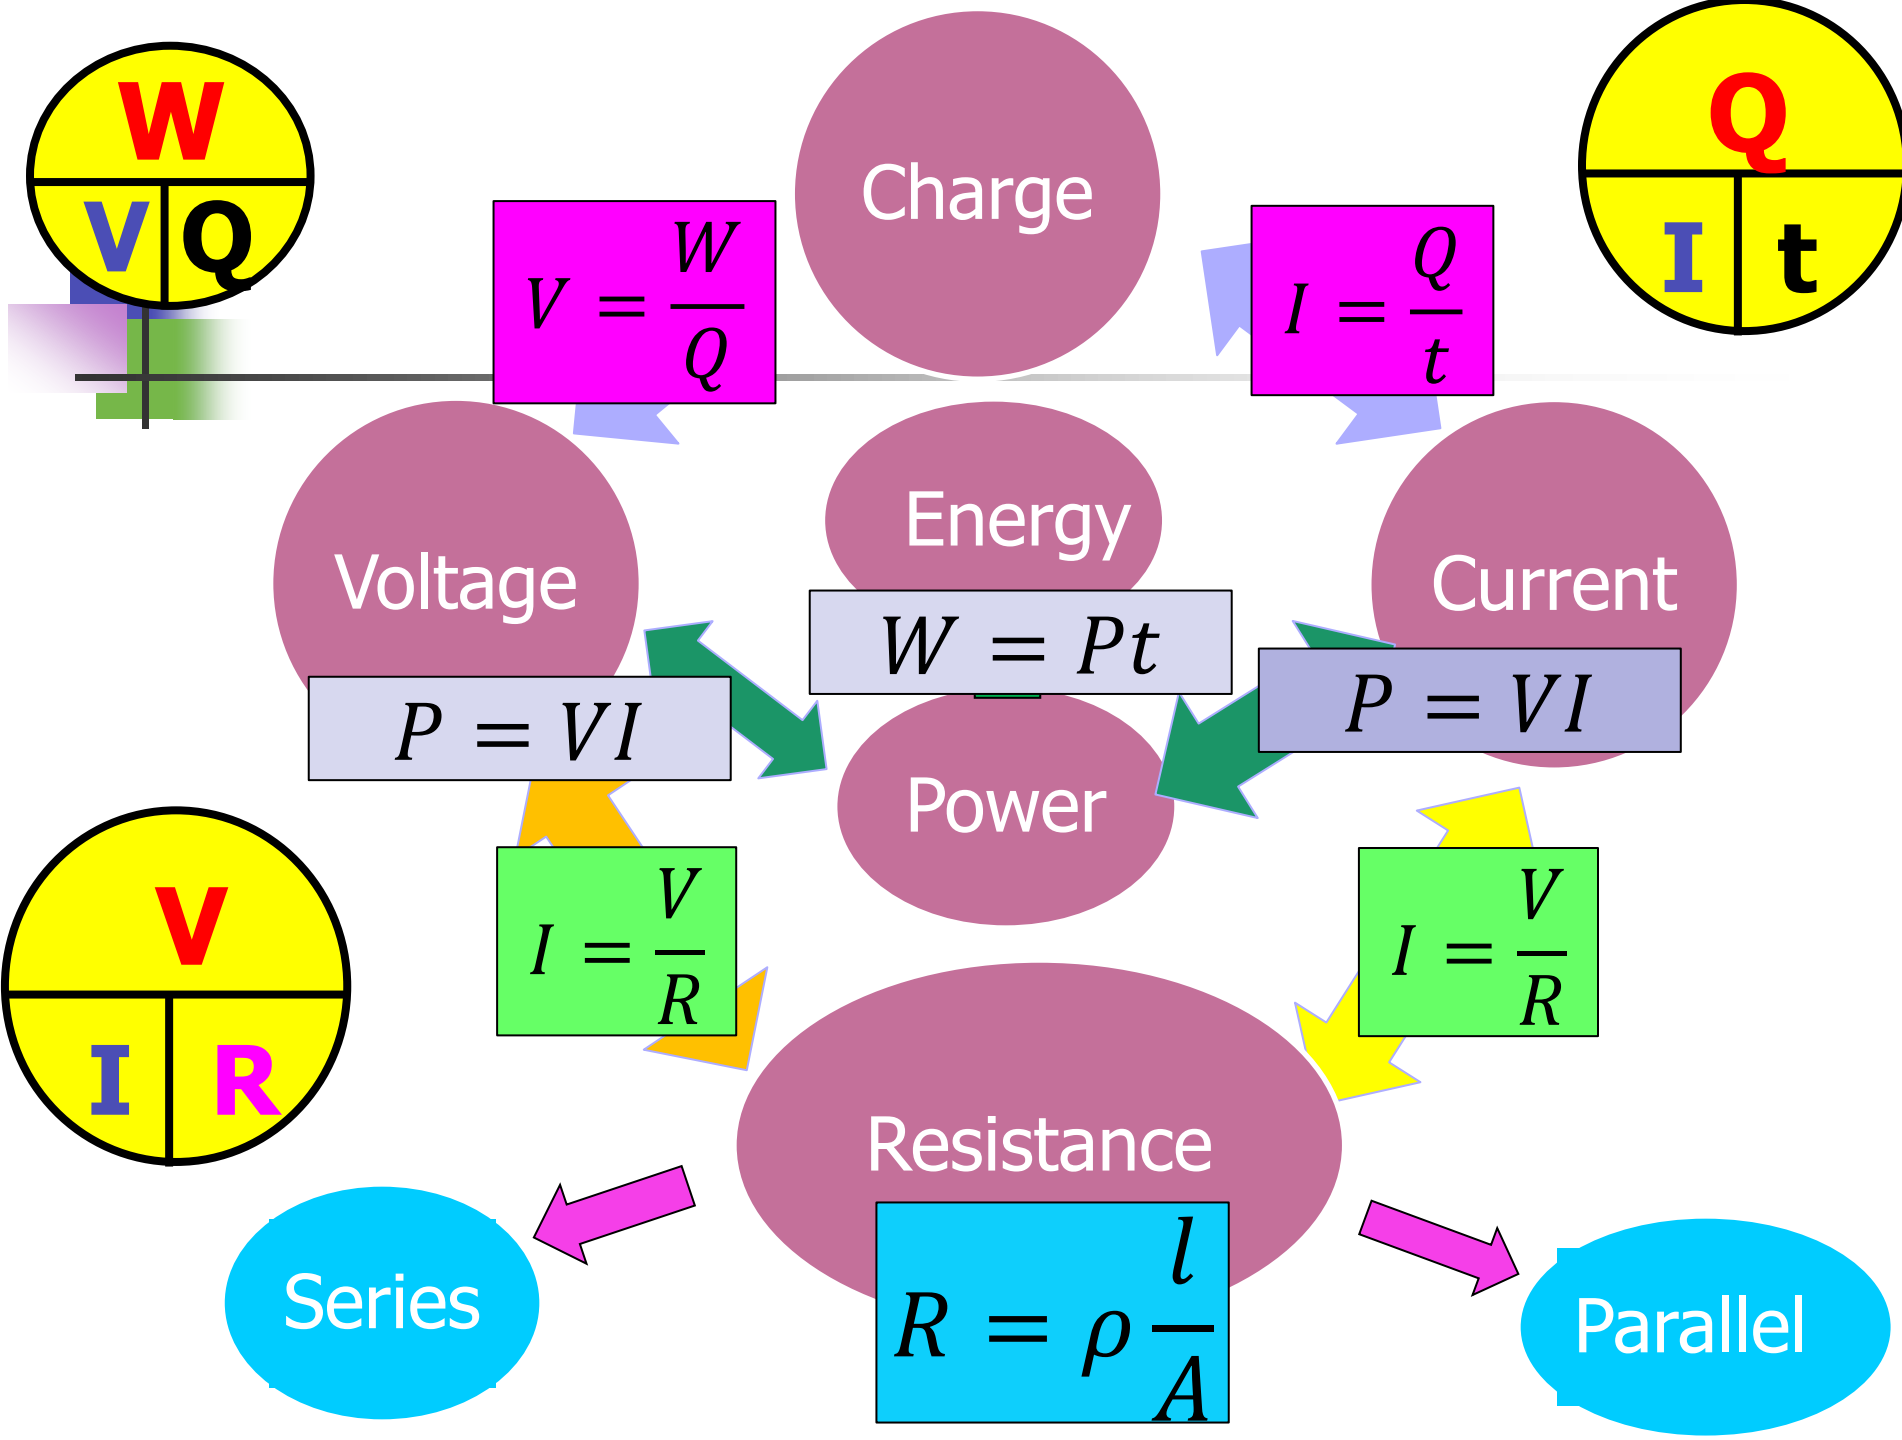 W
V Q
Charge
Q
I t
V = W/Q
I = Q/t
Energy
Voltage
Current
W = Pt
P = VI
P = VI
Power
V
I R
I = V/R
I = V/R
Resistance
R = ρ l/A
Series
Parallel